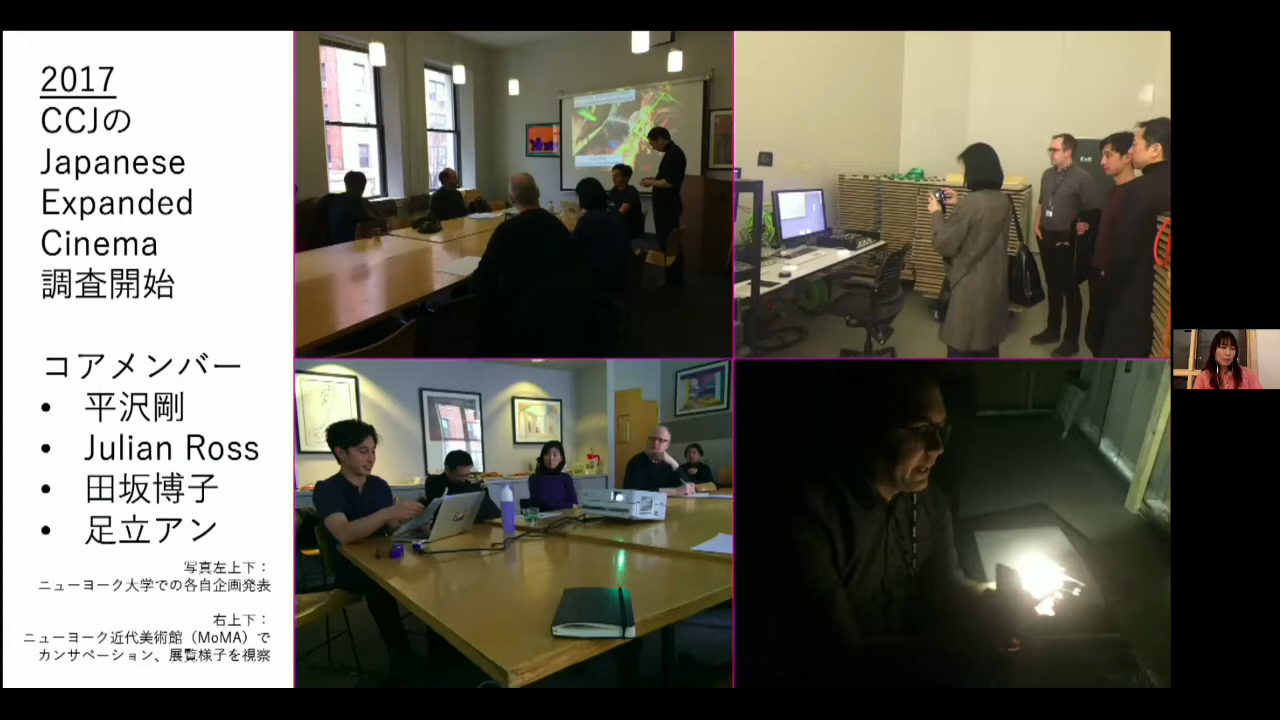 2017
CCJの
Japanese
Expanded
Cinema
調査開始
コアメンバー
• 平沢剛
• Julian Ross
• 田坂博子
• 足立アン
写真左上下：
ニューヨーク大学での各自企画発表
右上下：
ニューヨーク近代美術館（MoMA）で
カンサベーション、展覧様子を視察
Exit